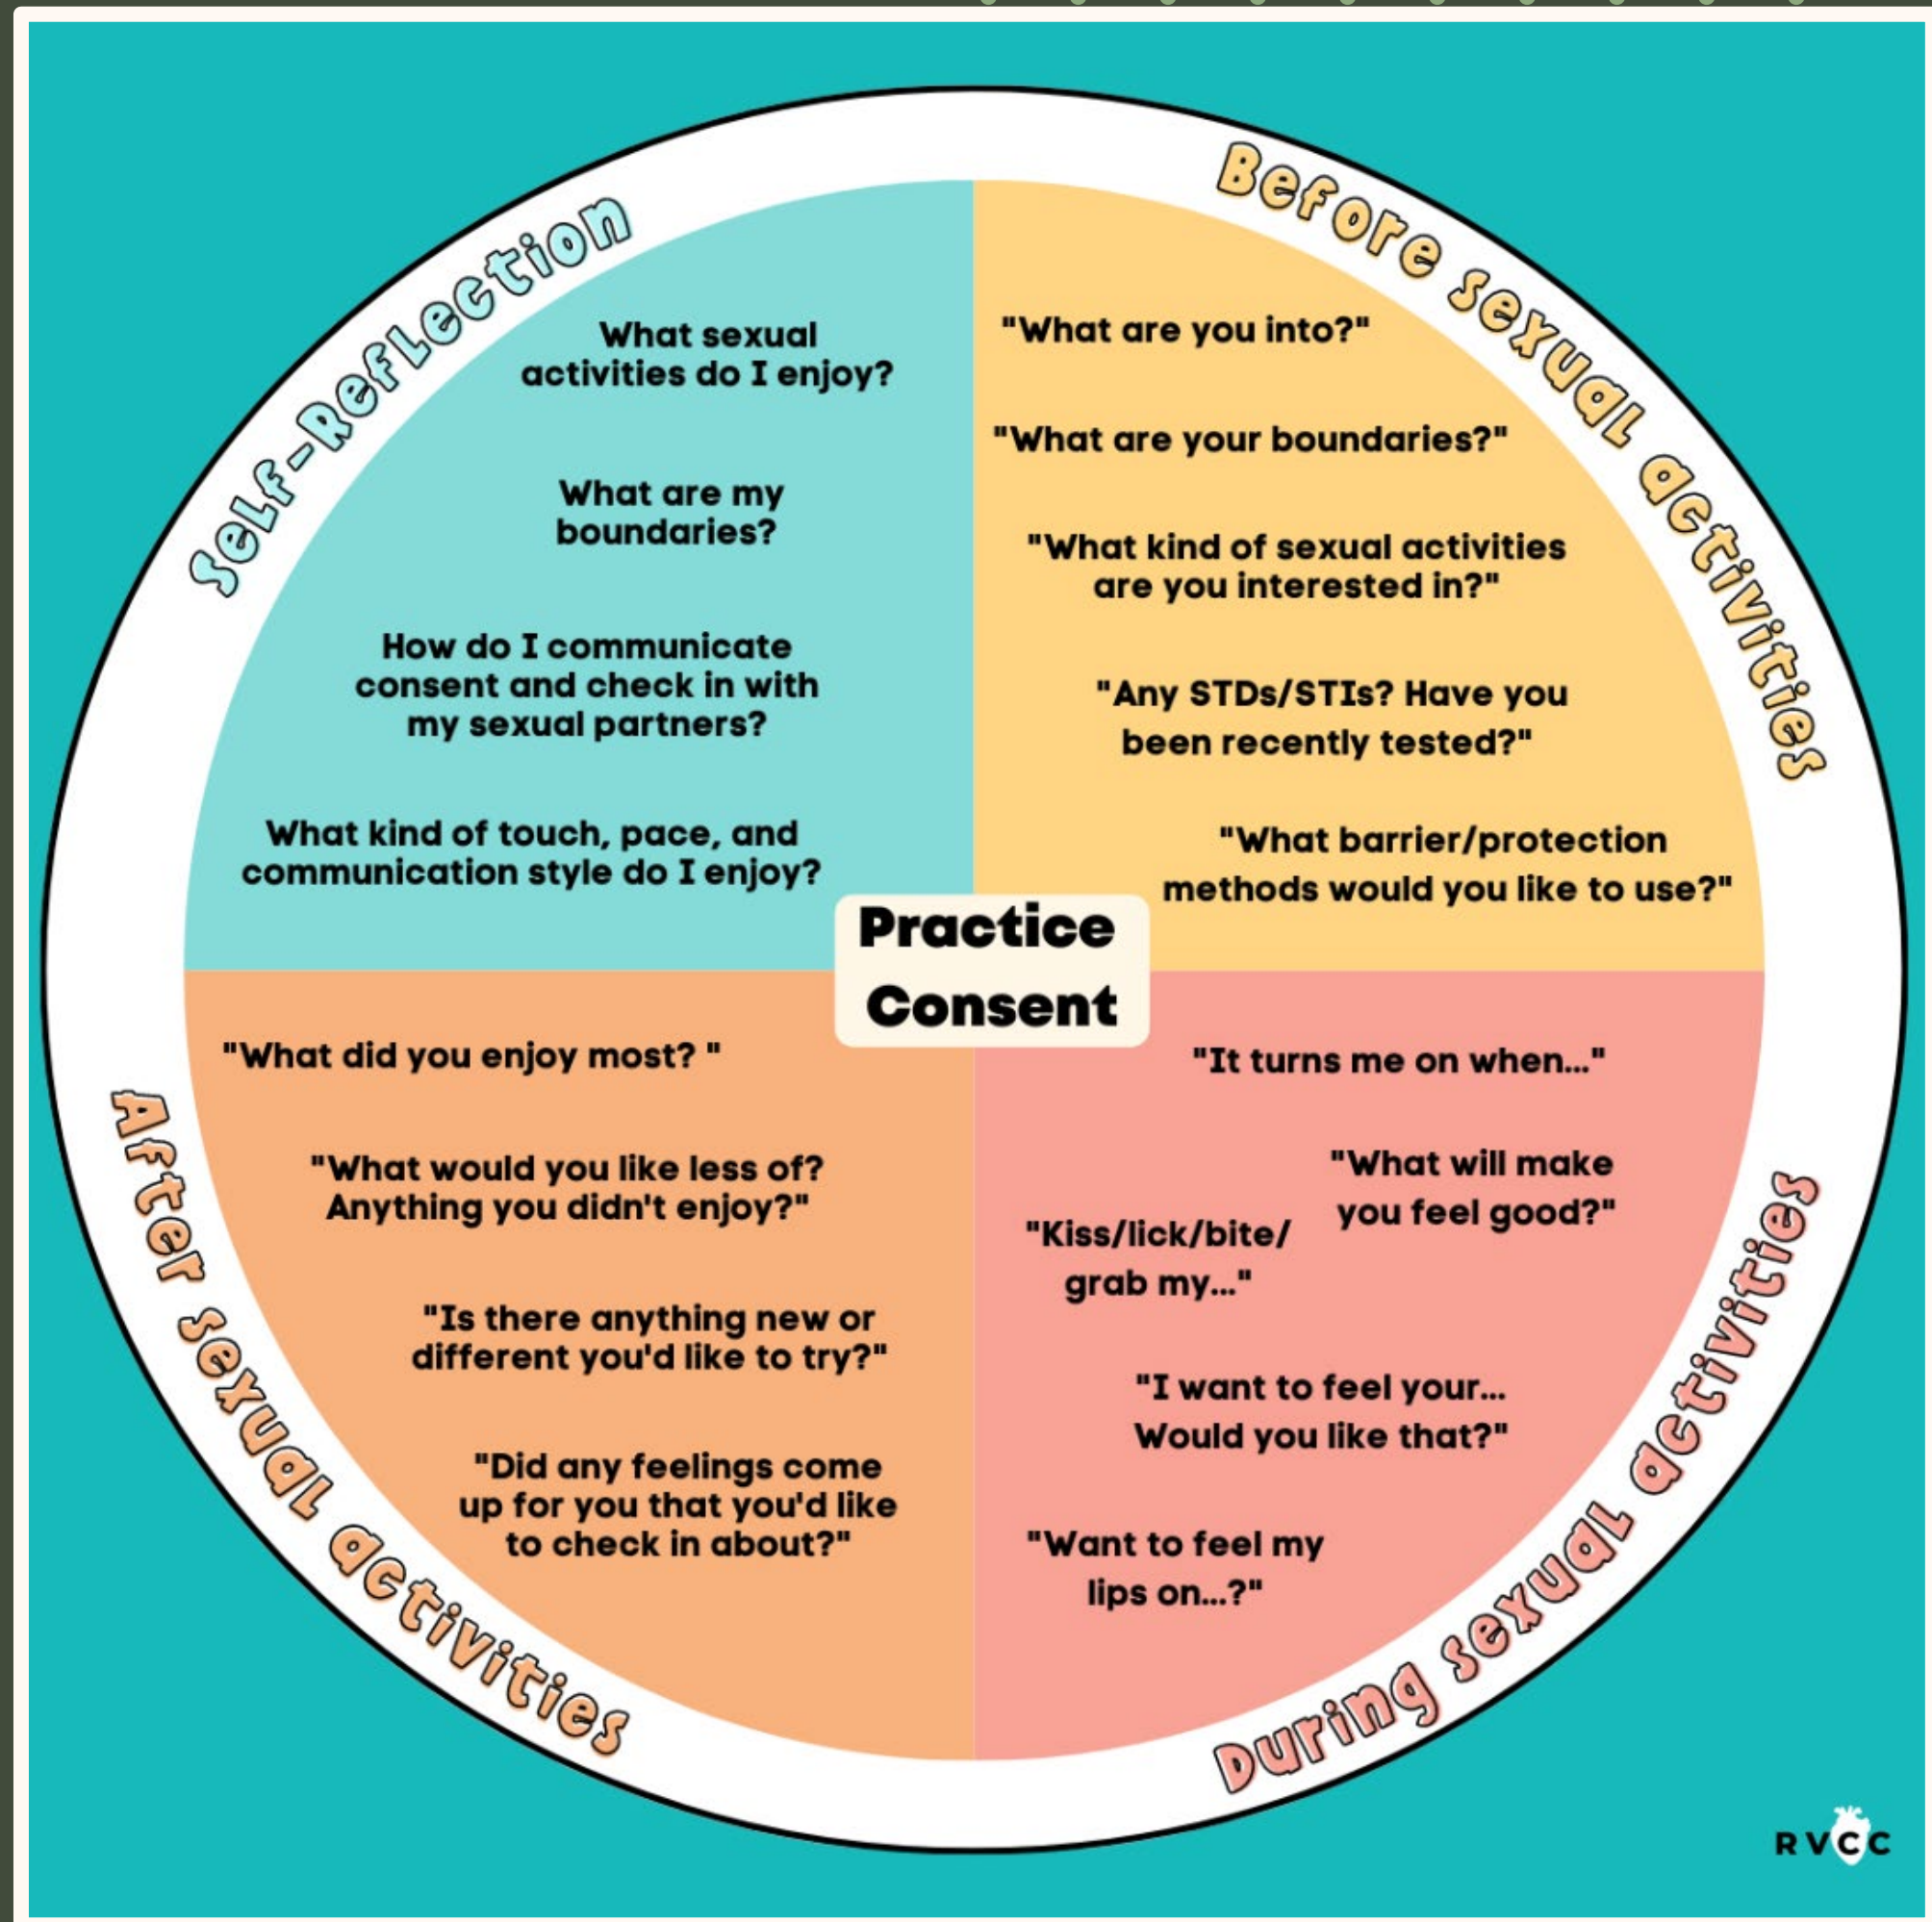 Self-Reflection
What sexual
activities do I enjoy?
What are my
boundaries?
How do I communicate
consent and check in with
my sexual partners?
What kind of touch, pace, and
communication style do I enjoy?
Before sexual activities
"What are you into?"
"What are your boundaries?"
"What kind of sexual activities
are you interested in?"
"Any STDs/STIs? Have you
been recently tested?"
"What barrier/protection
methods would you like to use?"
Practice
Consent
During sexual activities
"It turns me on when..."
"What will make
you feel good?"
"Kiss/lick/bite/
grab my..."
"I want to feel your...
Would you like that?"
"Want to feel my
lips on...?"
After sexual activities
"What did you enjoy most? "
"What would you like less of?
Anything you didn't enjoy?"
"Is there anything new or
different you'd like to try?"
"Did any feelings come
up for you that you'd like
to check in about?"
RVCC